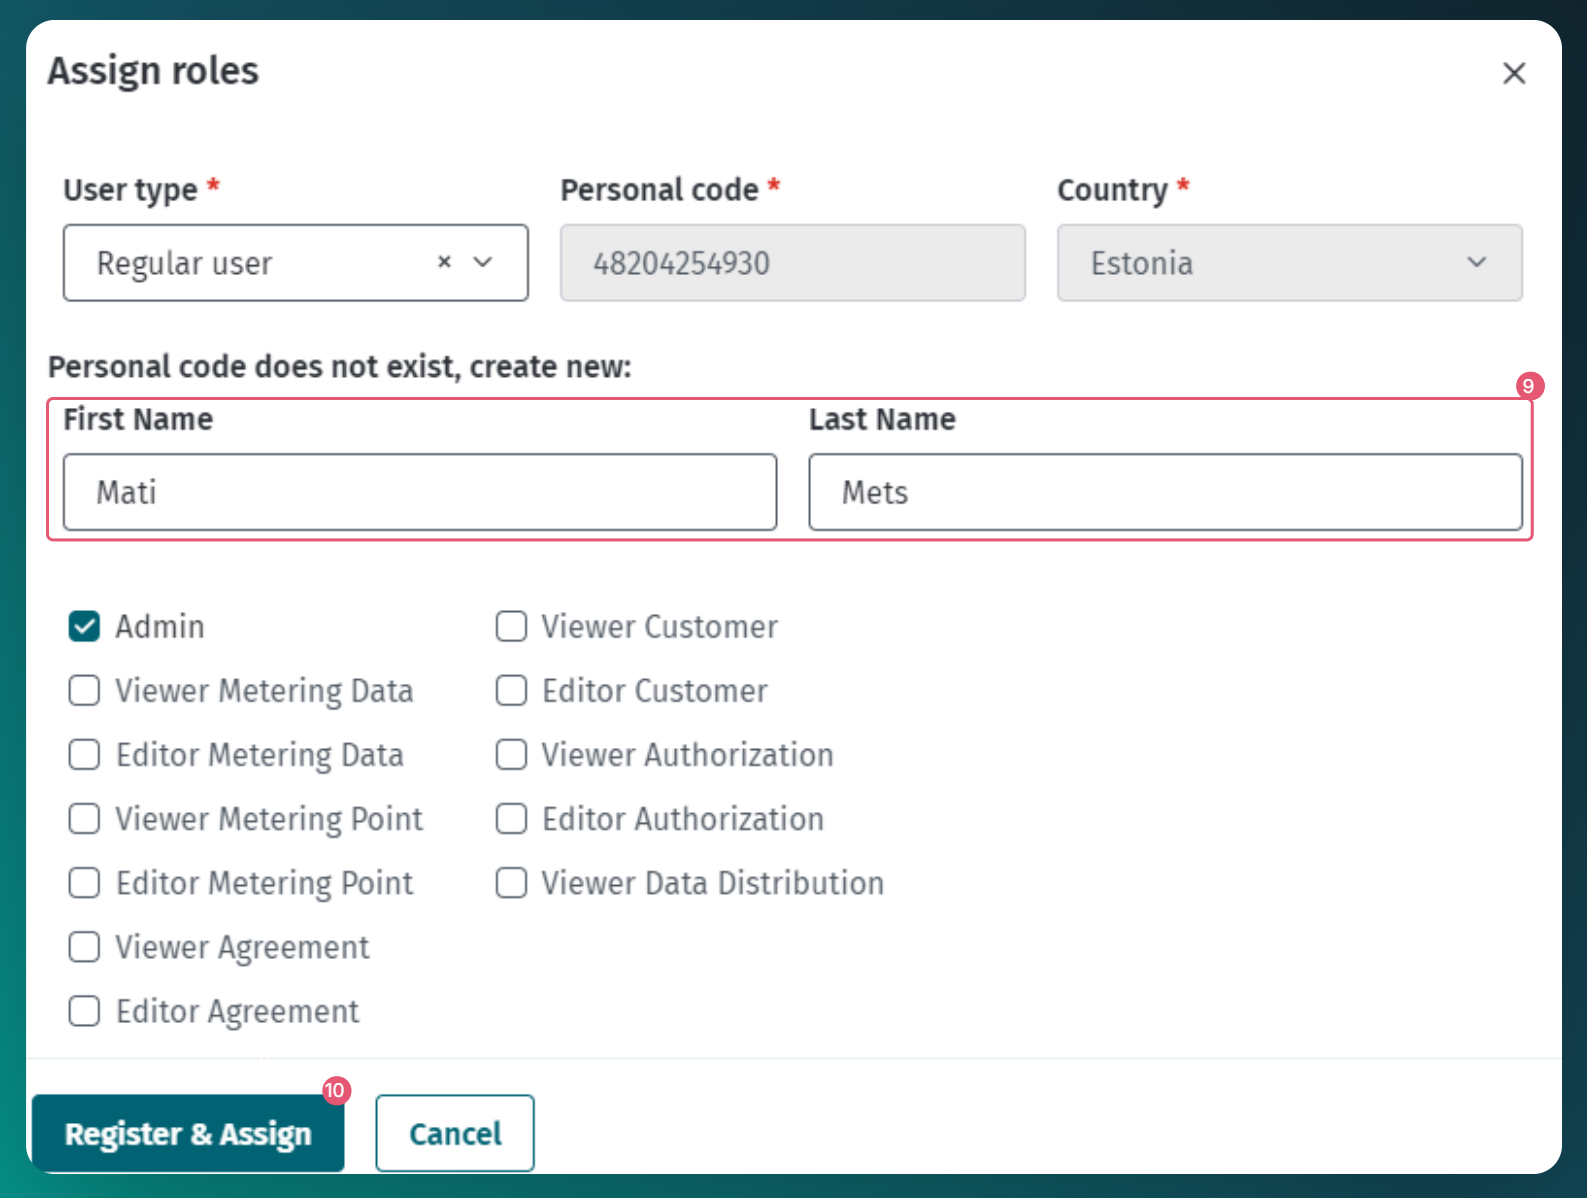 Assign roles
User type * Personal code * Country *
Regular user 48204254930 Estonia
Personal code does not exist, create new:
9
First Name Last Name
Mati Mets
Admin Viewer Customer
Viewer Metering Data Editor Customer
Editor Metering Data Viewer Authorization
Viewer Metering Point Editor Authorization
Editor Metering Point Viewer Data Distribution
Viewer Agreement
Editor Agreement
10
Register & Assign Cancel